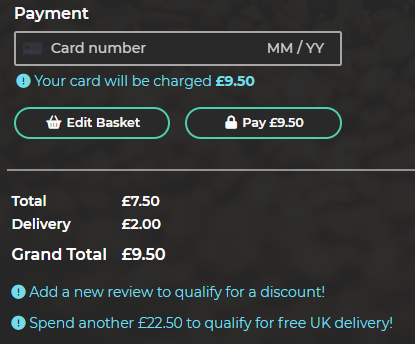 Payment
Card number MM / YY
! Your card will be charged £9.50
Edit Basket Pay £9.50
Total £7.50
Delivery £2.00
Grand Total £9.50
! Add a new review to qualify for a discount!
! Spend another £22.50 to qualify for free UK delivery!